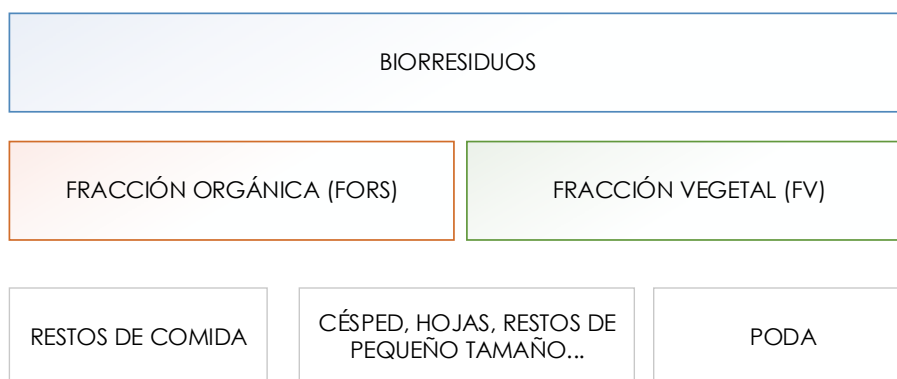 BIORRESIDUOS
FRACCIÓN ORGÁNICA (FORS)
FRACCIÓN VEGETAL (FV)
RESTOS DE COMIDA
CÉSPED, HOJAS, RESTOS DE
PEQUEÑO TAMAÑO...
PODA